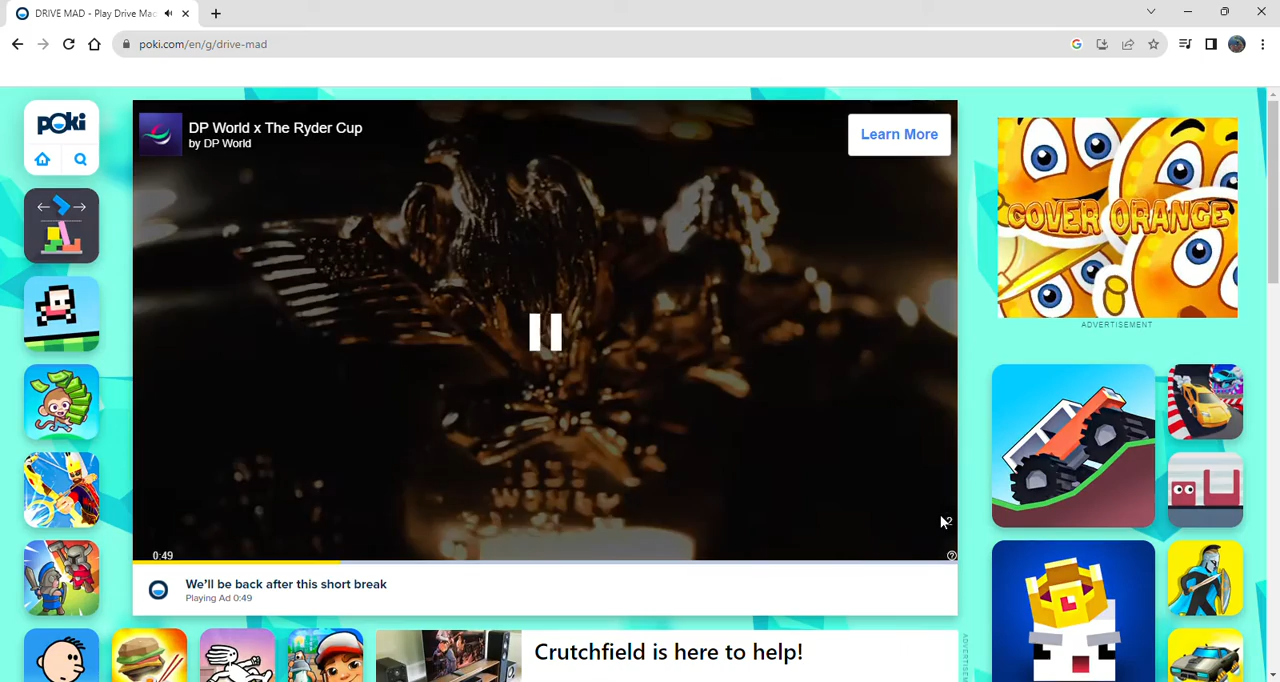 DRIVE MAD - Play Drive Mad
poki.com/en/g/drive-mad
poki
DP World x The Ryder Cup
by DP World
Learn More
COVER ORANGE
ADVERTISEMENT
0:49
We'll be back after this short break
Playing Ad 0:49
Crutchfield is here to help!